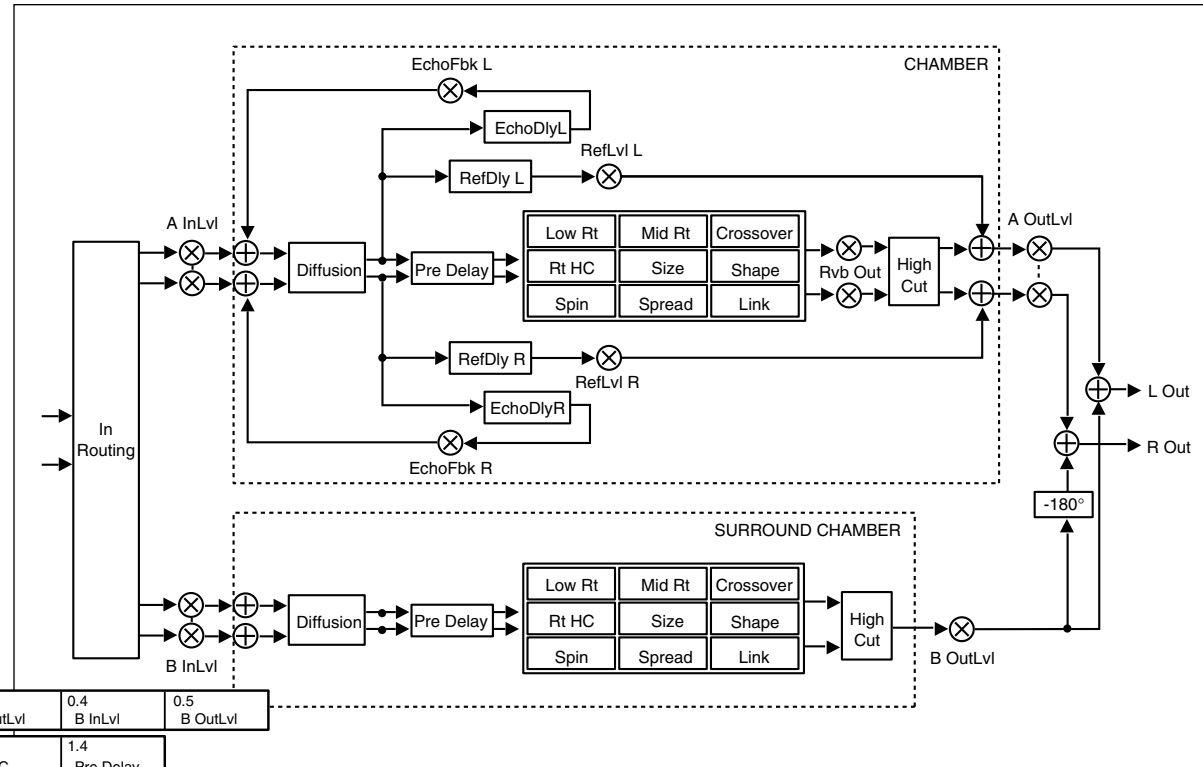 EchoFbk L
CHAMBER
EchoDlyL
RefLvl L
RefDly L
A InLvl
A OutLvl
Low Rt Mid Rt Crossover
Diffusion
Pre Delay
Rt HC Size Shape
Rvb Out
High
Cut
Spin Spread Link
RefDly R
RefLvl R
EchoDlyR
EchoFbk R
In
Routing
L Out
R Out
-180°
SURROUND CHAMBER
Low Rt Mid Rt Crossover
Diffusion
Pre Delay
Rt HC Size Shape
High
Cut
Spin Spread Link
B InLvl
B OutLvl
0.4 0.5
B InLvl B OutLvl
1.4
Pre Delay